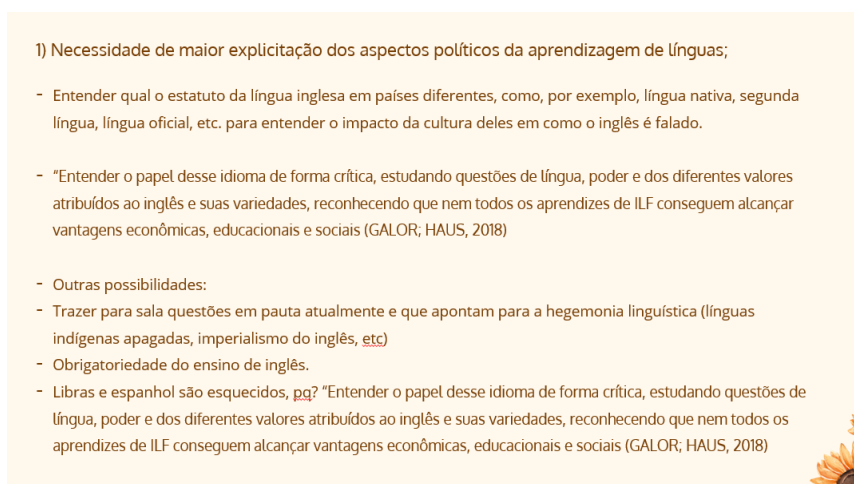 1) Necessidade de maior explicitação dos aspectos políticos da aprendizagem de línguas;
- Entender qual o estatuto da língua inglesa em países diferentes, como, por exemplo, língua nativa, segunda
língua, língua oficial, etc. para entender o impacto da cultura deles em como o inglês é falado.
- “Entender o papel desse idioma de forma crítica, estudando questões de língua, poder e dos diferentes valores
atribuídos ao inglês e suas variedades, reconhecendo que nem todos os aprendizes de ILF conseguem alcançar
vantagens econômicas, educacionais e sociais (GALOR; HAUS, 2018)
- Outras possibilidades:
- Trazer para sala questões em pauta atualmente e que apontam para a hegemonia linguística (línguas
indígenas apagadas, imperialismo do inglês, etc)
- Obrigatoriedade do ensino de inglês.
- Libras e espanhol são esquecidos, pq? “Entender o papel desse idioma de forma crítica, estudando questões de
língua, poder e dos diferentes valores atribuídos ao inglês e suas variedades, reconhecendo que nem todos os
aprendizes de ILF conseguem alcançar vantagens econômicas, educacionais e sociais (GALOR; HAUS, 2018)